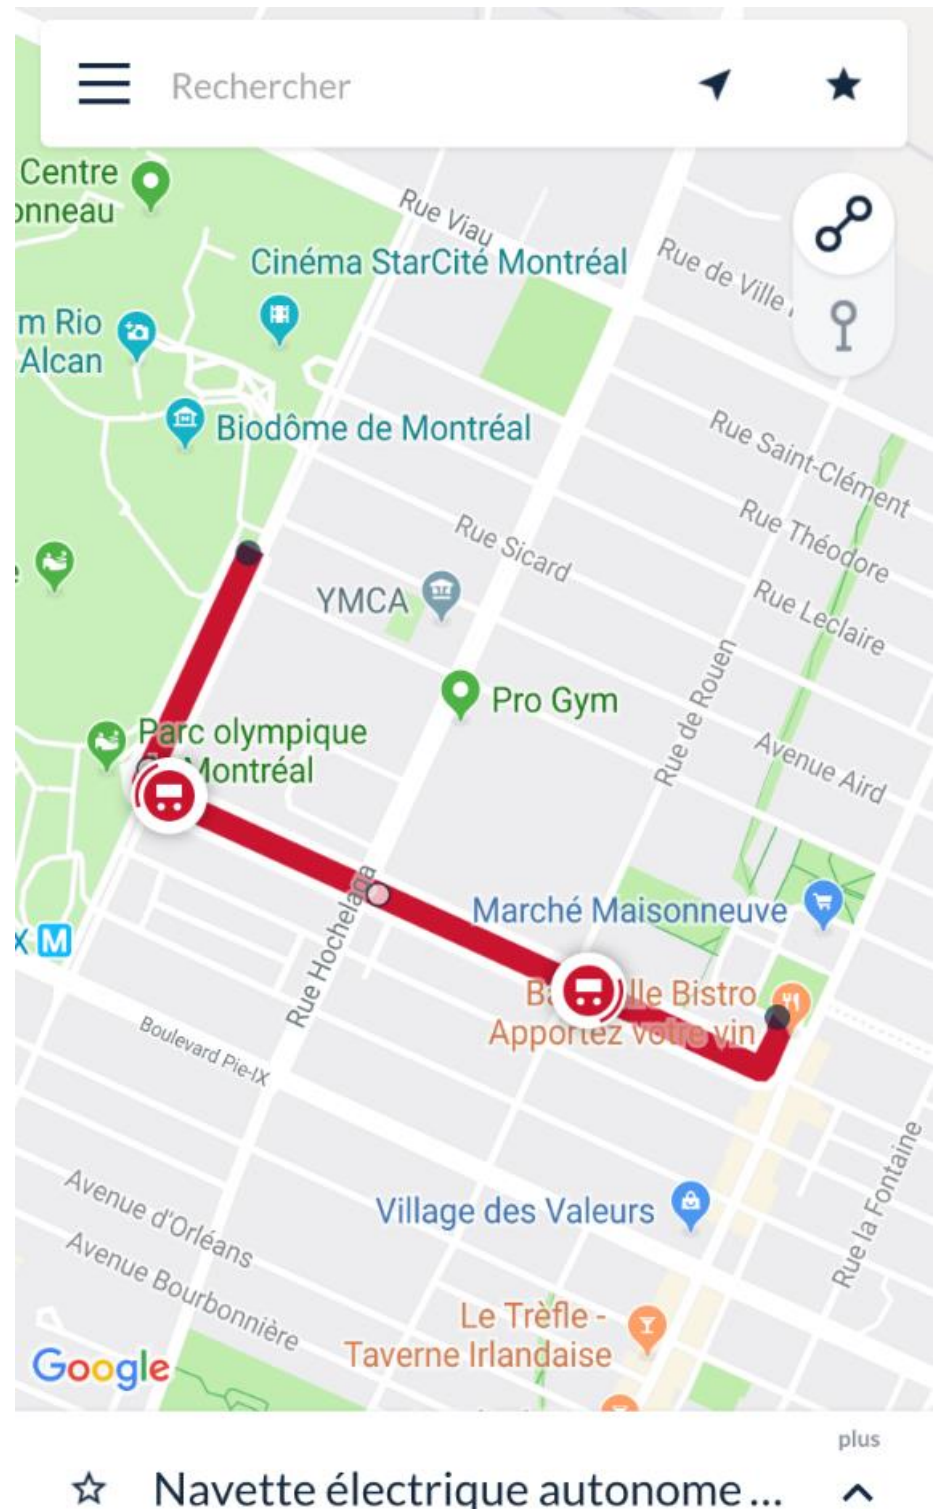 Rechercher
Centre
onneau
Rue Viau
Cinéma StarCité Montréal
Rue de Ville
m Rio
Alcan
Biodôme de Montréal
Rue Saint-Clément
Rue Sicard
Rue Théodore
YMCA
Rue Leclaire
Pro Gym
Rue de Rouen
Parc olympique
Montréal
Avenue Aird
Rue Hochelaga
Marché Maisonneuve
X M
lle Bistro
Apportez votre vin
Boulevard Pie-IX
Rue la Fontaine
Avenue d'Orléans
Village des Valeurs
Avenue Bourbonnière
Le Trèfle -
Taverne Irlandaise
Google
plus
Navette électrique autonome ...